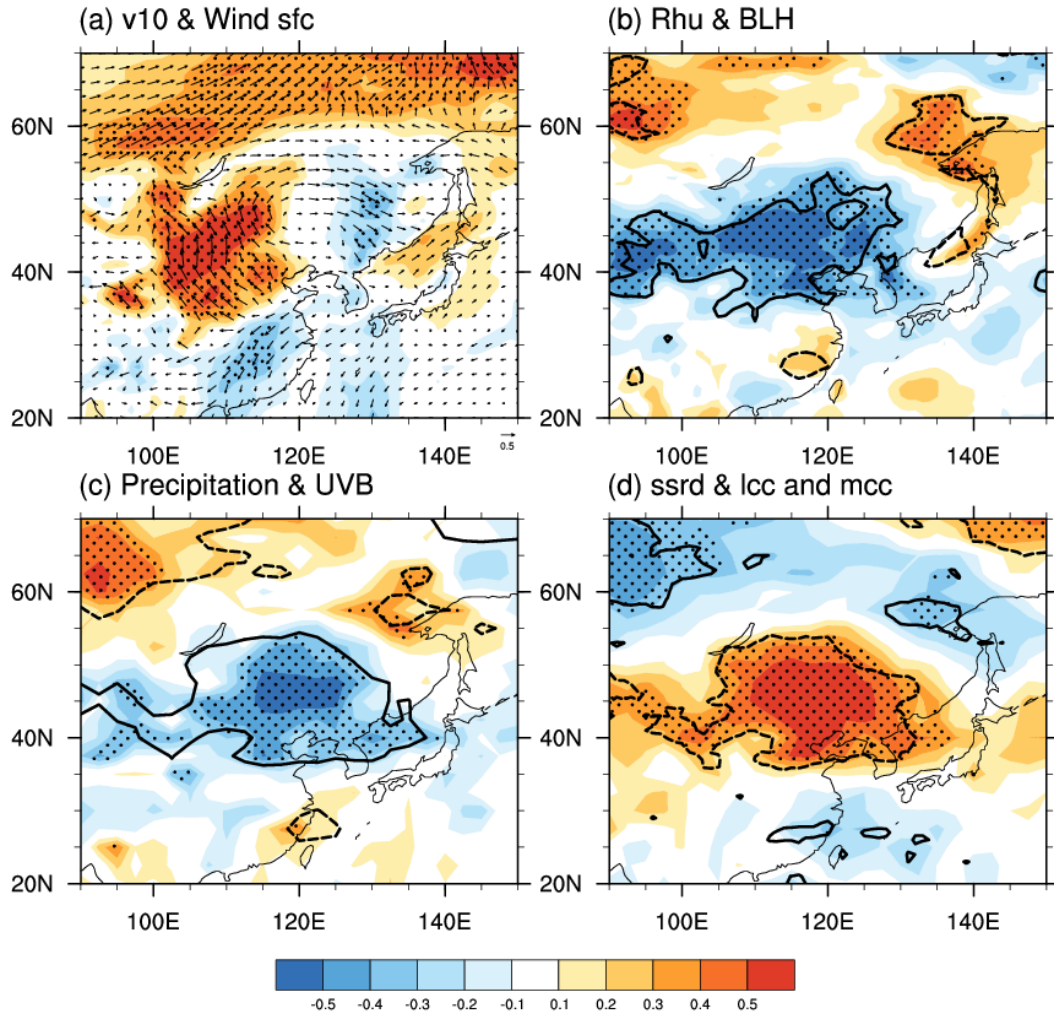 (a) v10 & Wind sfc
(b) Rhu & BLH
60N
40N
20N
100E 120E 140E
0.5
60N
40N
20N
100E 120E 140E
(c) Precipitation & UVB
(d) ssrd & lcc and mcc
60N
40N
20N
100E 120E 140E
60N
40N
20N
100E 120E 140E
-0.5 -0.4 -0.3 -0.2 -0.1 0.1 0.2 0.3 0.4 0.5